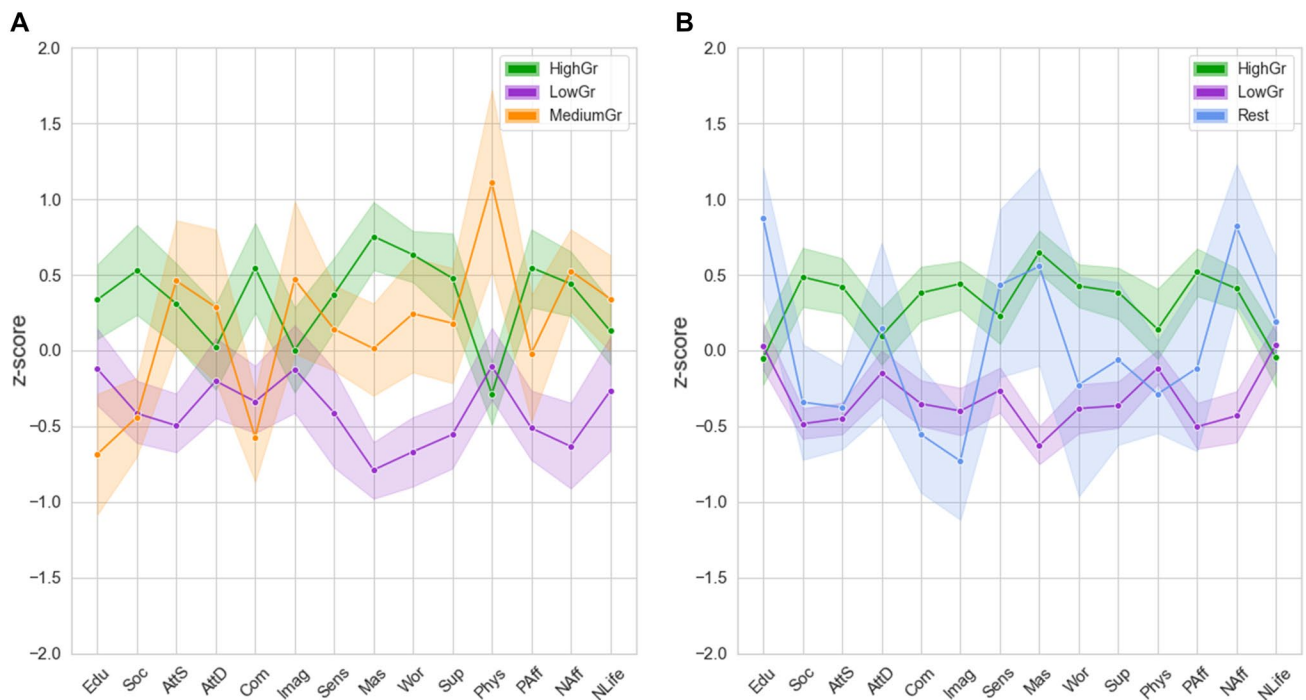 A
2.0
1.5
1.0
0.5
0.0
−0.5
−1.0
−1.5
−2.0
z-score
HighGr
LowGr
MediumGr
Edu
Soc
AttS
AttD
Com
Imag
Sens
Mas
Wor
Sup
Phys
PAff
NAff
NLife
B
2.0
1.5
1.0
0.5
0.0
−0.5
−1.0
−1.5
−2.0
z-score
HighGr
LowGr
Rest
Edu
Soc
AttS
AttD
Com
Imag
Sens
Mas
Wor
Sup
Phys
PAff
NAff
NLife